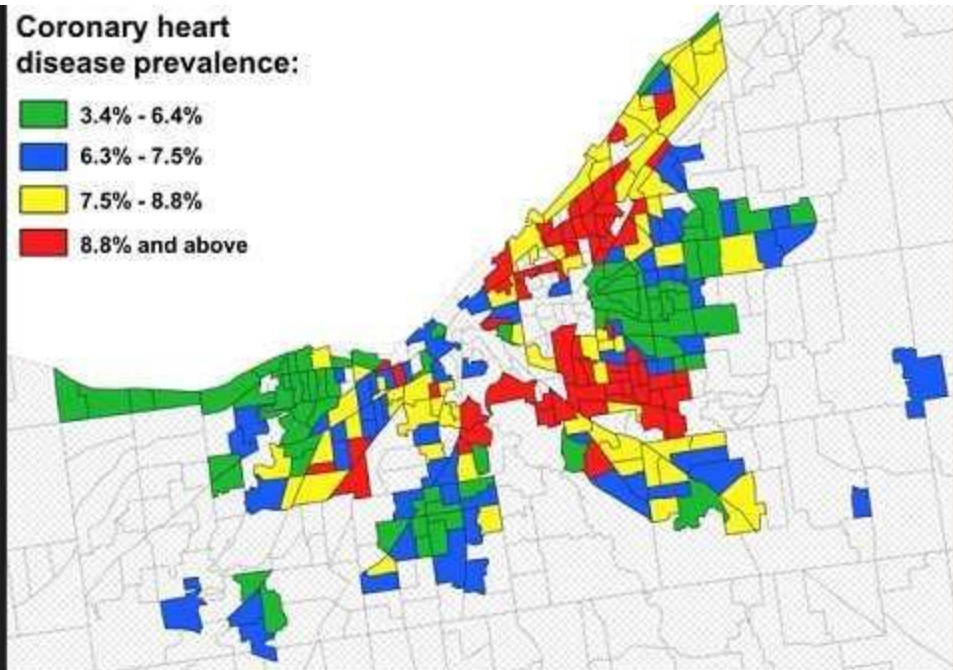 Coronary heart
disease prevalence:
3.4% - 6.4%
6.3% - 7.5%
7.5% - 8.8%
8.8% and above